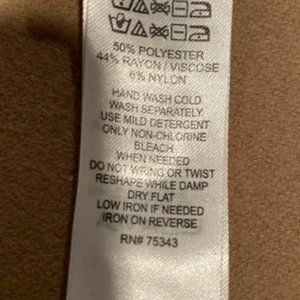 50% POLYESTER
44% RAYON / VISCOSE
6% NYLON
HAND WASH COLD
WASH SEPARATELY
USE MILD DETERGENT
ONLY NON-CHLORINE
BLEACH
WHEN NEEDED
DO NOT WRING OR TWIST
RESHAPE WHILE DAMP
DRY FLAT
LOW IRON IF NEEDED
IRON ON REVERSE
RN# 75343